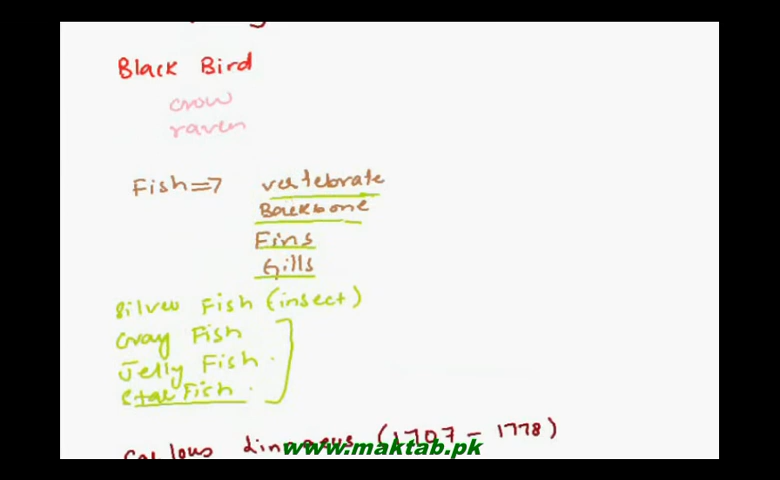 Black Bird
crow
raven
Fish => vertebrate
Backbone
Fins
Gills
Silver Fish (insect)
Cray Fish
Jelly Fish
Star Fish
linnaeus (1707 - 1778)
www.maktab.pk